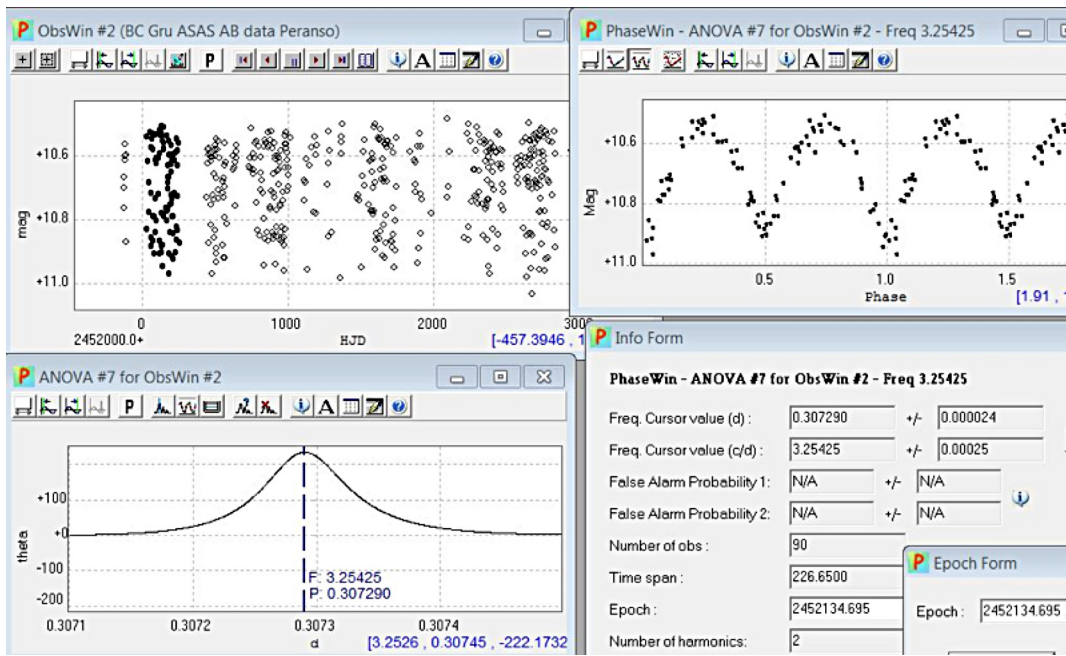 ObsWin #2 (BC Gru ASAS AB data Peranso)
P
A
mag
+10.6
+10.8
+11.0
0
1000
2000
3000
2452000.0+
HJD
[-457.3946 , 1
PhaseWin - ANOVA #7 for ObsWin #2 - Freq 3.25425
A
Mag
+10.6
+10.8
+11.0
0.5
1.0
1.5
Phase
[1.91 , 1
ANOVA #7 for ObsWin #2
P
A
theta
+100
+0
-100
-200
F: 3.25425
P: 0.307290
0.3071
0.3072
0.3073
0.3074
d
[3.2526 , 0.30745 , -222.1732
Info Form
PhaseWin - ANOVA #7 for ObsWin #2 - Freq 3.25425
Freq. Cursor value (d) : 0.307290 +/- 0.000024
Freq. Cursor value (c/d) : 3.25425 +/- 0.00025
False Alarm Probability 1: N/A +/- N/A
False Alarm Probability 2: N/A +/- N/A
Number of obs : 90
Time span : 226.6500
Epoch : 2452134.695
Number of harmonics: 2
Epoch Form
Epoch : 2452134.695